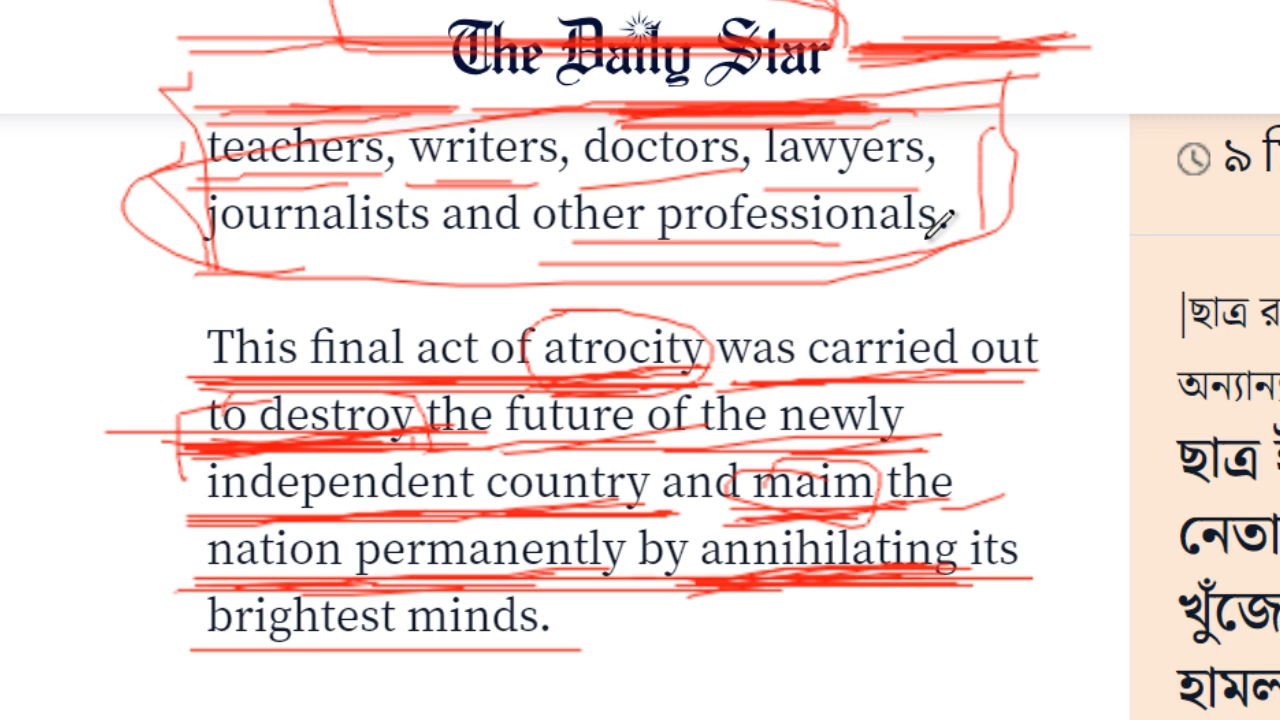 The Daily Star
teachers, writers, doctors, lawyers,
journalists and other professionals.
This final act of atrocity was carried out
to destroy the future of the newly
independent country and maim the
nation permanently by annihilating its
brightest minds.
৯
|ছাত্র
ছাত্র
নেতা
খুঁজে